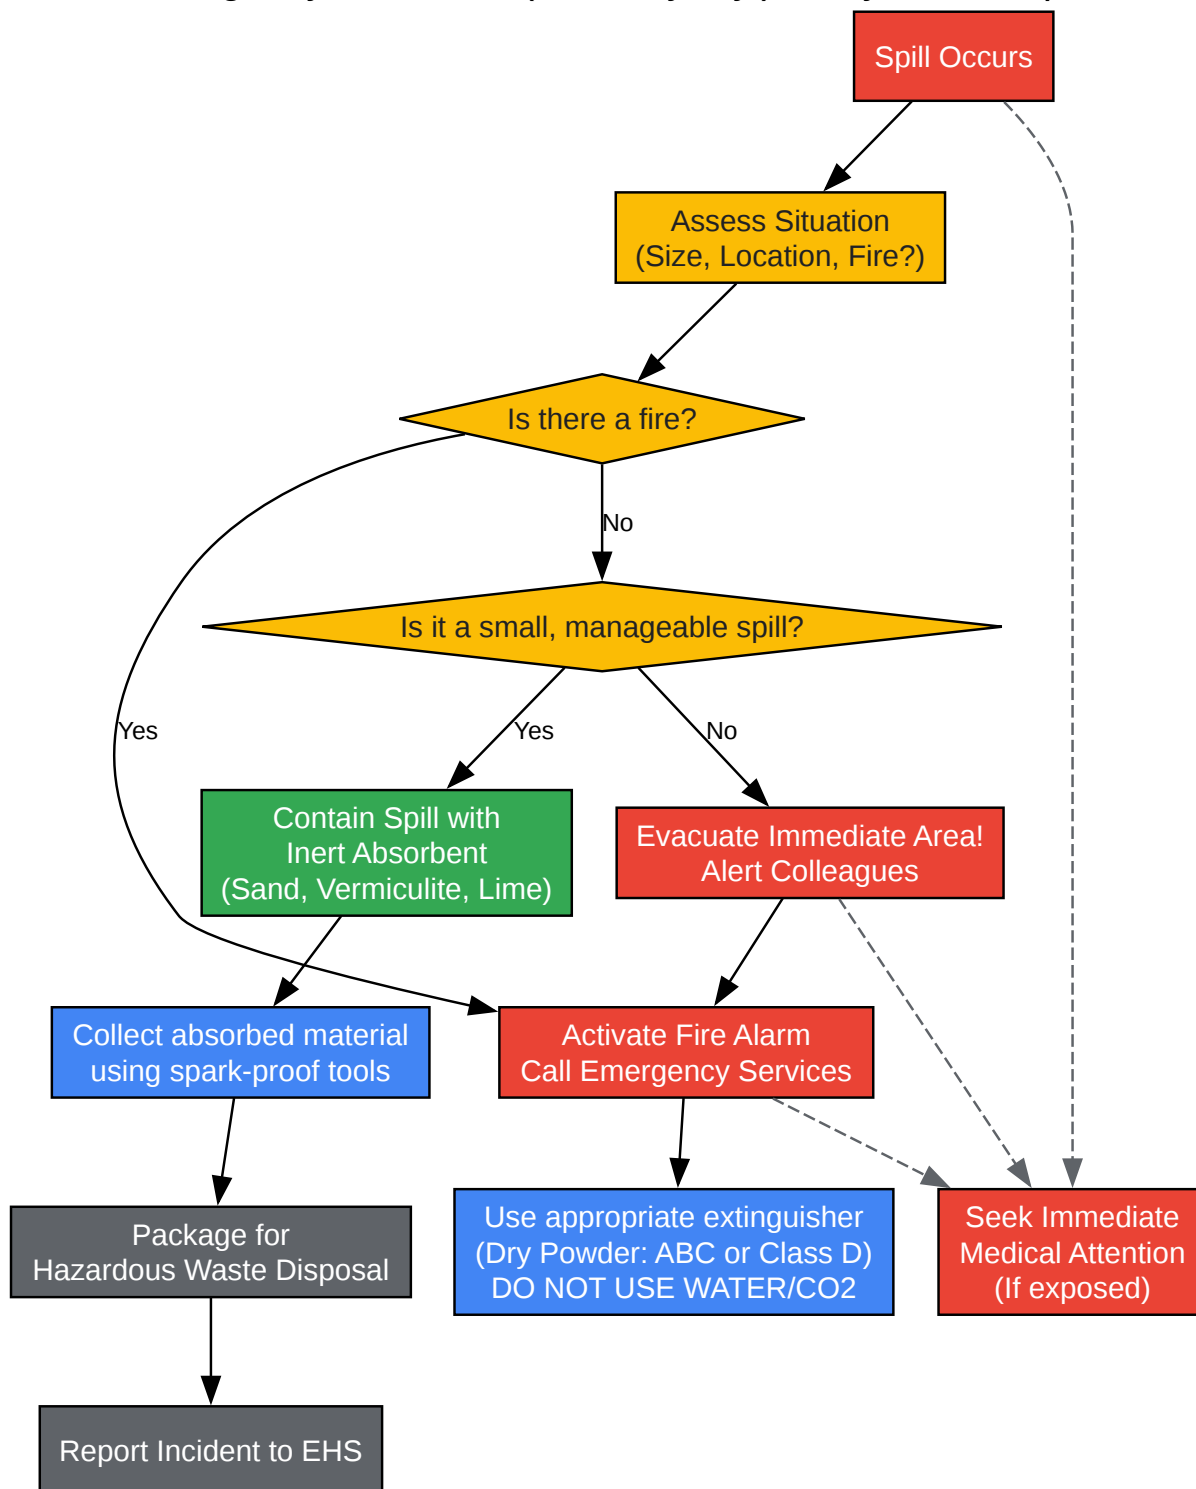 Spill Occurs
Assess Situation
(Size, Location, Fire?)
Is there a fire?
No
Is it a small, manageable spill?
Yes
Yes
No
Contain Spill with
Inert Absorbent
(Sand, Vermiculite, Lime)
Evacuate Immediate Area!
Alert Colleagues
Collect absorbed material
using spark-proof tools
Activate Fire Alarm
Call Emergency Services
Package for
Hazardous Waste Disposal
Use appropriate extinguisher
(Dry Powder: ABC or Class D)
DO NOT USE WATER/CO2
Seek Immediate
Medical Attention
(If exposed)
Report Incident to EHS